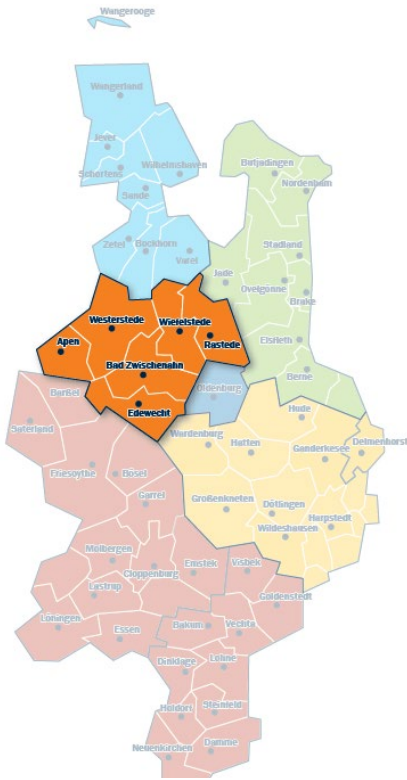 Wangerooge
Wangerland
Jever
Wilhelmshaven
Schortens
Sande
Zetel
Bockhorn
Varel
Butjadingen
Nordenham
Stadland
Jade
Ovelgönne
Brake
Elsfleth
Berne
Westerstede
Wiefelstede
Apen
Rastede
Bad Zwischenahn
Edewecht
Oldenburg
Barßel
Saterland
Friesoythe
Bösel
Garrel
Wardenburg
Hatten
Hude
Ganderkesee
Delmenhorst
Großenkneten
Dötlingen
Harpstedt
Wildeshausen
Molbergen
Cloppenburg
Emstek
Visbek
Lastrup
Goldenstedt
Löningen
Essen
Bakum
Vechta
Dinklage
Lohne
Holdorf
Steinfeld
Neuenkirchen
Damme